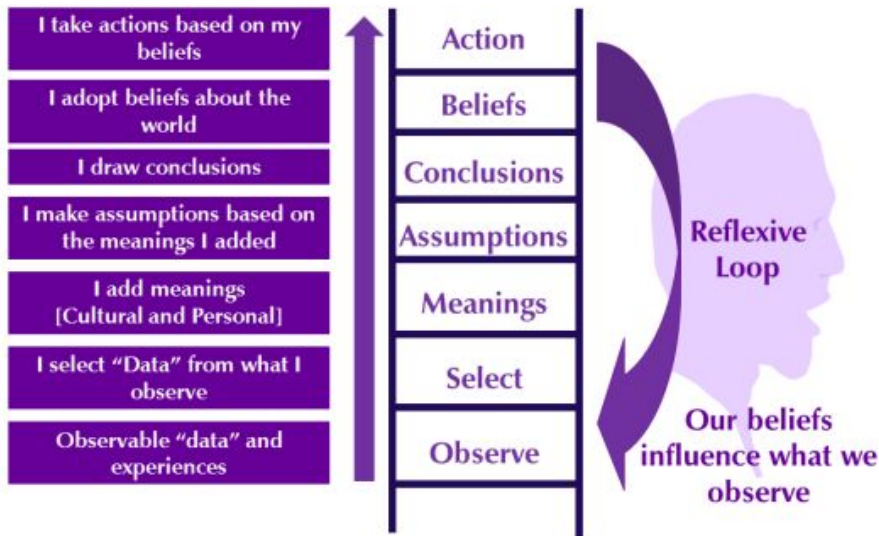 I take actions based on my
beliefs
I adopt beliefs about the
world
I draw conclusions
I make assumptions based on
the meanings I added
I add meanings
[Cultural and Personal]
I select “Data” from what I
observe
Observable “data” and
experiences
Action
Beliefs
Conclusions
Assumptions
Meanings
Select
Observe
Reflexive
Loop
Our beliefs
influence what we
observe